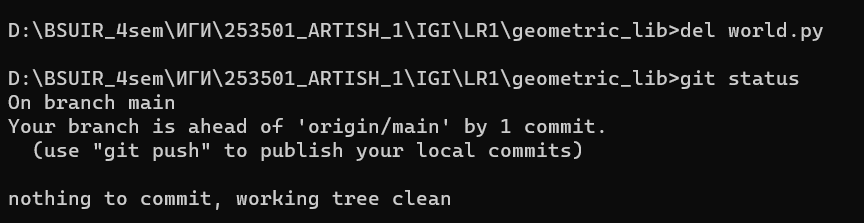 D:\BSUIR_4sem\ИГИ\253501_ARTISH_1\IGI\LR1\geometric_lib>del world.py
D:\BSUIR_4sem\ИГИ\253501_ARTISH_1\IGI\LR1\geometric_lib>git status
On branch main
Your branch is ahead of 'origin/main' by 1 commit.
  (use "git push" to publish your local commits)
nothing to commit, working tree clean